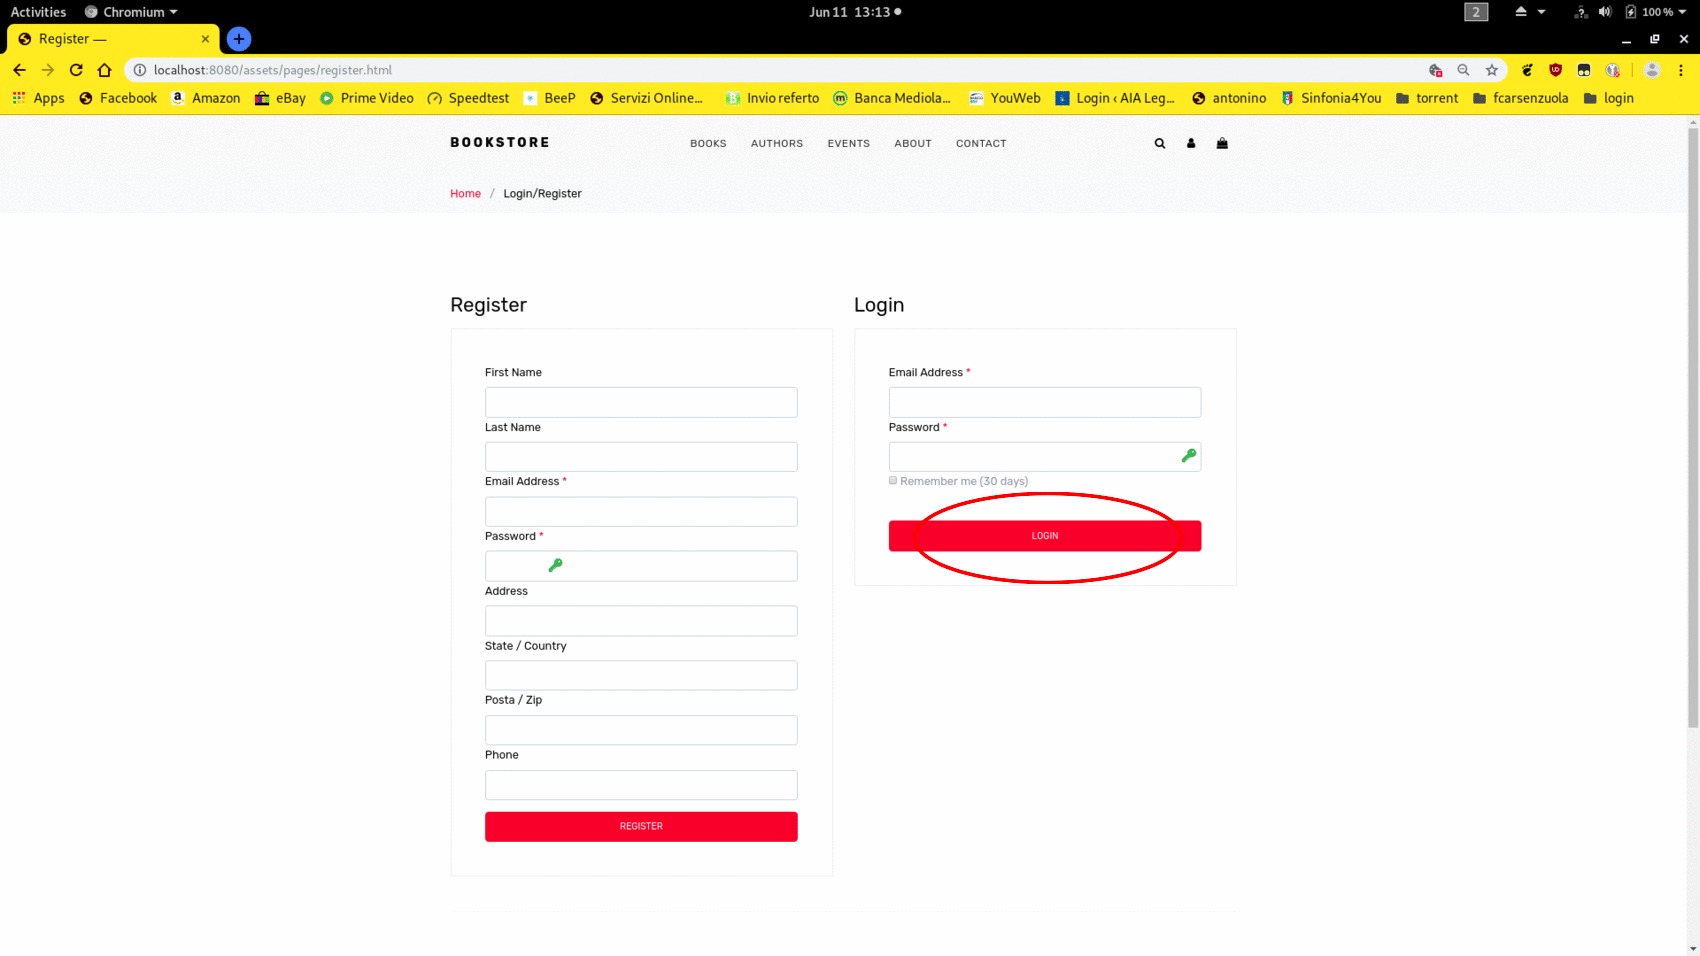 Activities Chromium Jun 11 13:13 2 100 %
Register —
localhost:8080/assets/pages/register.html
Apps Facebook Amazon eBay Prime Video Speedtest BeeP Servizi Online... Invio referto Banca Mediola... YouWeb Login ‹ AIA Leg... antonino Sinfonia4You torrent fcarsenzuola login
BOOKSTORE BOOKS AUTHORS EVENTS ABOUT CONTACT
Home / Login/Register
Register
First Name
Last Name
Email Address *
Password *
Address
State / Country
Posta / Zip
Phone
REGISTER
Login
Email Address *
Password *
Remember me (30 days)
LOGIN